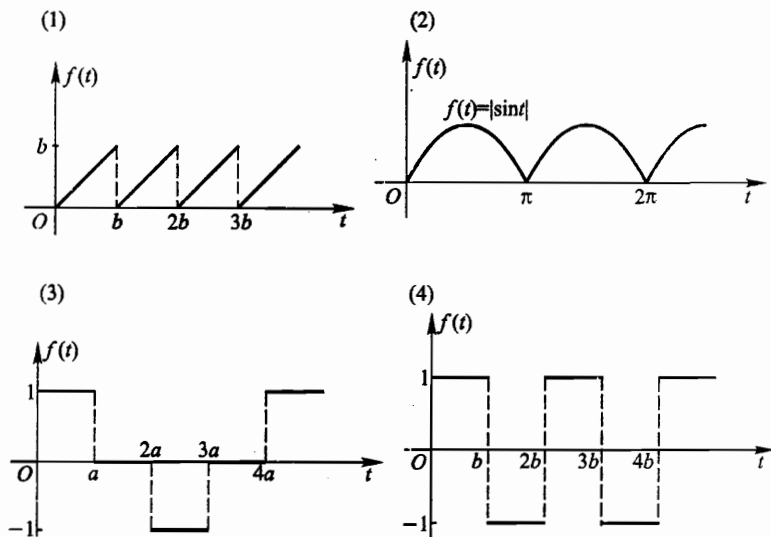 (1)
f(t)
b
O b 2b 3b t
(2)
f(t)
f(t)=|sint|
O π 2π t
(3)
f(t)
1
2a 3a
O a 4a t
−1
(4)
f(t)
1
O b 2b 3b 4b t
−1